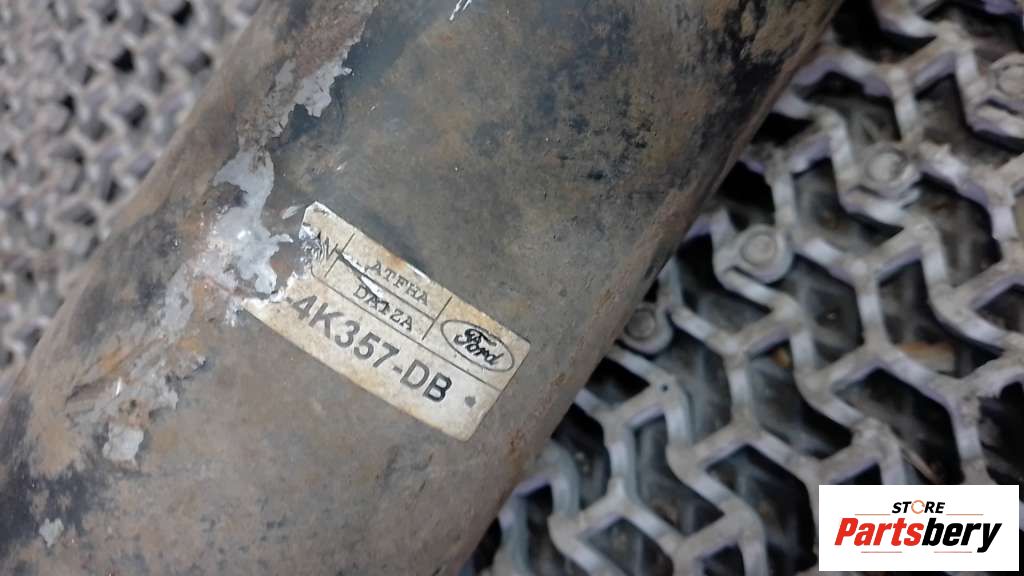 ATFHA
DATZA
Ford
-4K357-DB
STORE
Partsbery